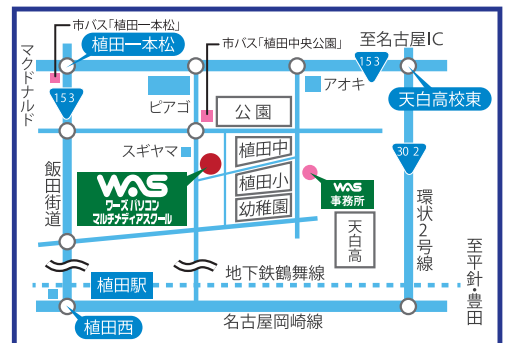 市バス「植田一本松」
植田一本松
市バス「植田中央公園」
至名古屋IC
153
マクドナルド
153
ピアゴ
公園
アオキ
天白高校東
スギヤマ
植田中
302
飯田街道
WAS
ワーズパソコン
マルチメディアスクール
植田小
幼稚園
WAS
事務所
天白高
環状2号線
至平針・豊田
地下鉄鶴舞線
植田駅
植田西
名古屋岡崎線